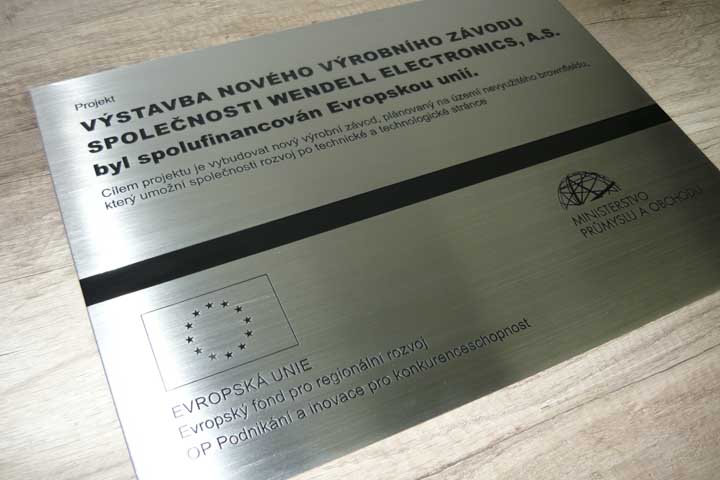 Projekt
VÝSTAVBA NOVÉHO VÝROBNÍHO ZÁVODU
SPOLEČNOSTI WENDELL ELECTRONICS, A.S.
byl spolufinancován Evropskou unií.
Cílem projektu je vybudovat nový výrobní závod, plánovaný na území nevyužitého brownfieldu,
který umožní společnosti rozvoj po technické a technologické stránce
MINISTERSTVO
PRŮMYSLU A OBCHODU
EVROPSKÁ UNIE
Evropský fond pro regionální rozvoj
OP Podnikání a inovace pro konkurenceschopnost